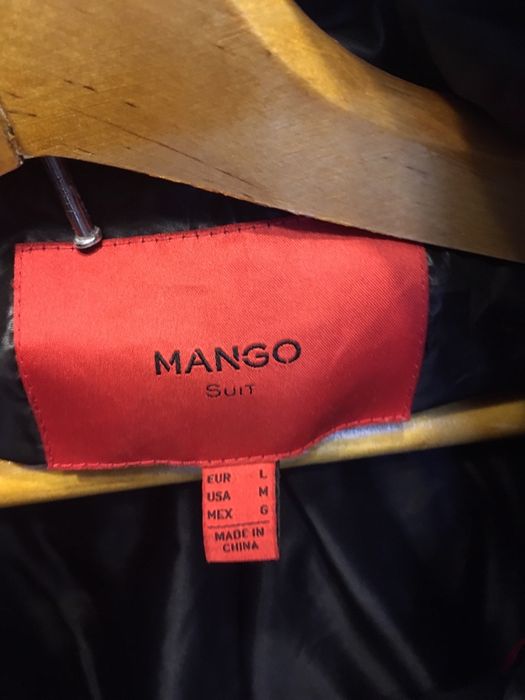 MANGO
SUIT
EUR L
USA M
MEX G
MADE IN
CHINA